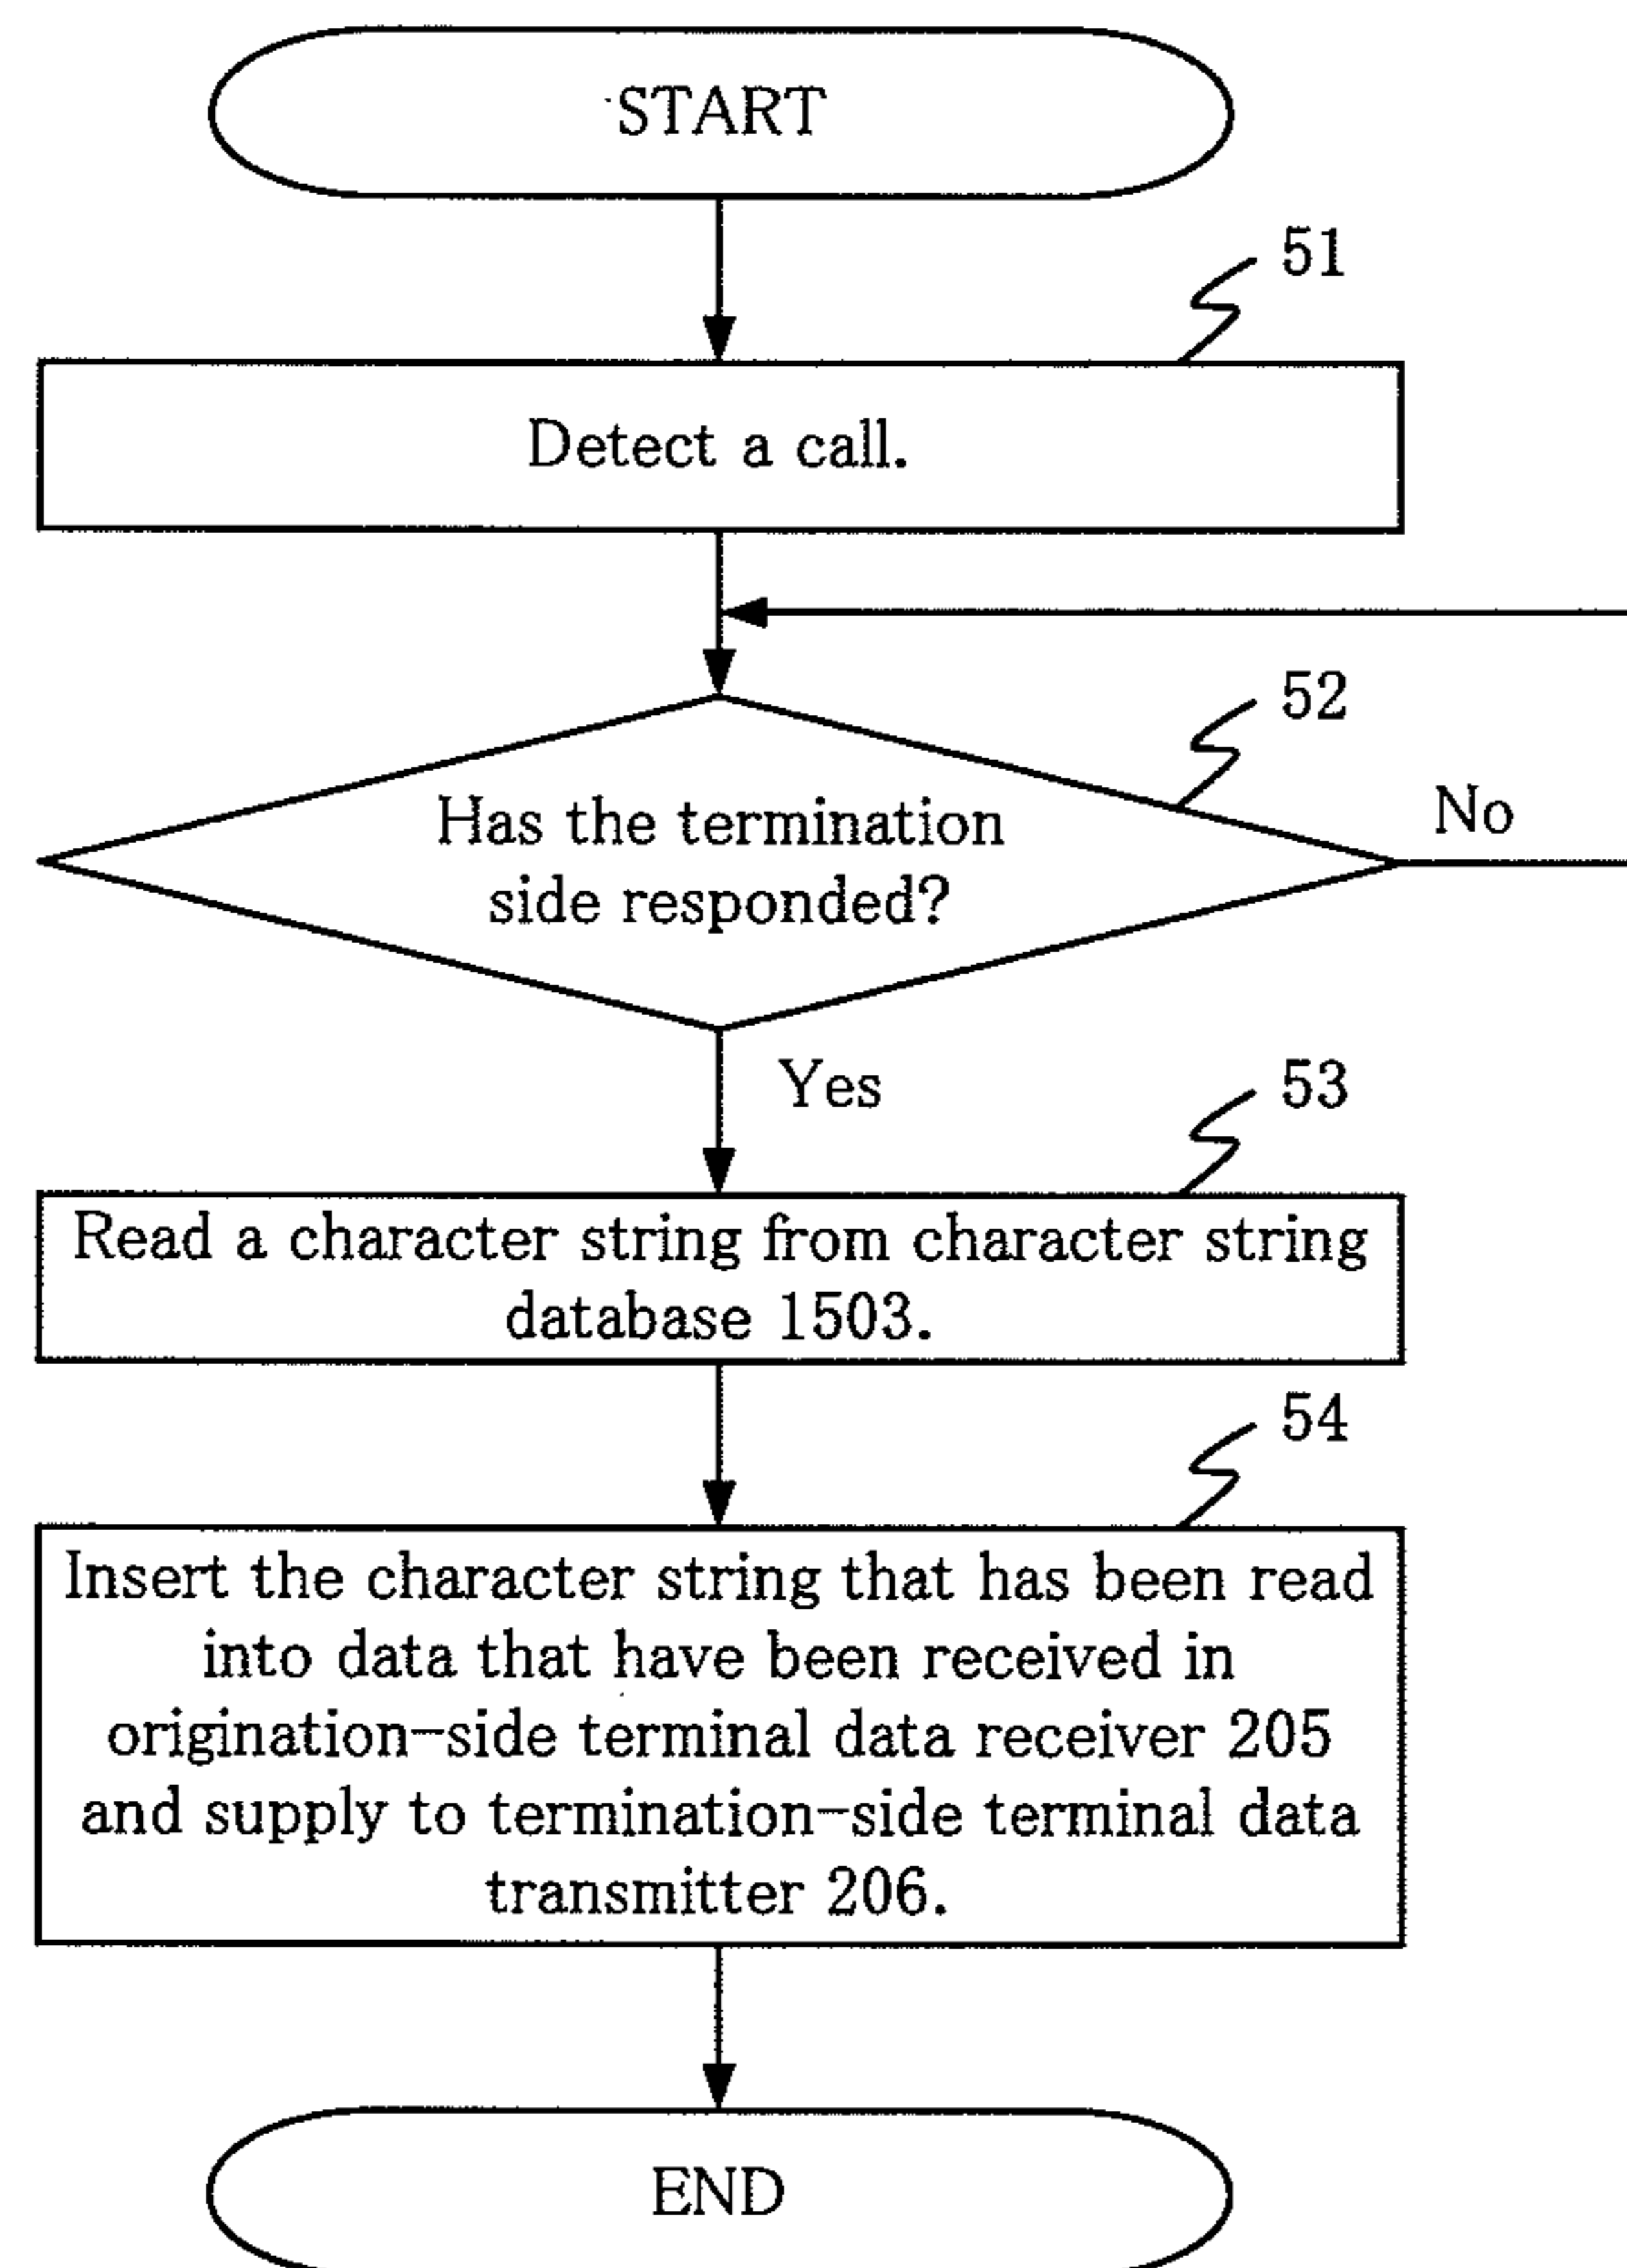 START
51
Detect a call.
52
Has the termination
side responded?
No
Yes
53
Read a character string from character string
database 1503.
54
Insert the character string that has been read
into data that have been received in
origination-side terminal data receiver 205
and supply to termination-side terminal data
transmitter 206.
END